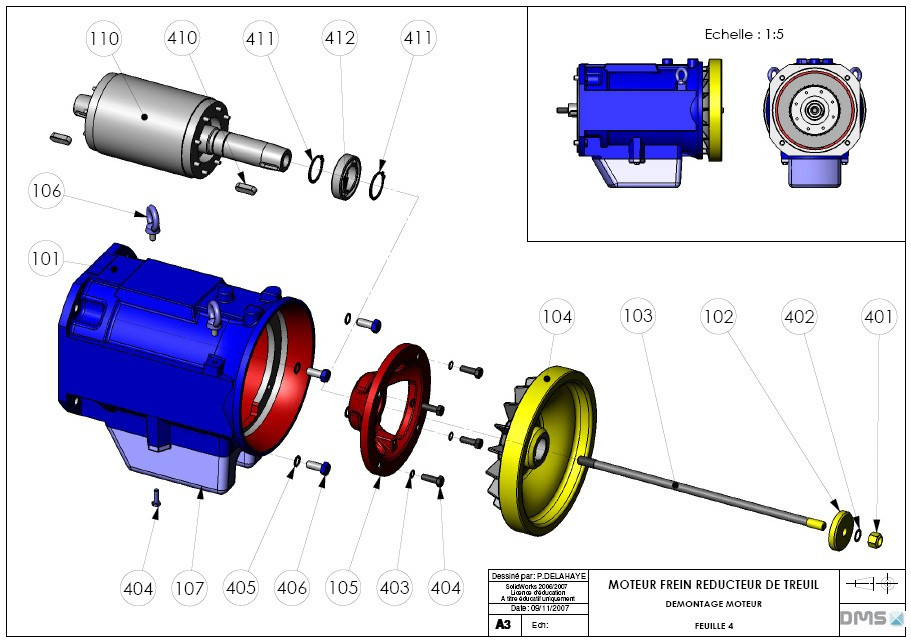 110 410 411 412 411
Echelle : 1:5
106
101
104 103 102 402 401
404 107 405 406 105 403 404
Dessiné par: P.DELAHAYE
SolidWorks 2006/2007
Licence d'éducation
A titre éducatif uniquement
Date: 09/11/2007
A3 Ech:
MOTEUR FREIN REDUCTEUR DE TREUIL
DEMONTAGE MOTEUR
FEUILLE 4
DMS